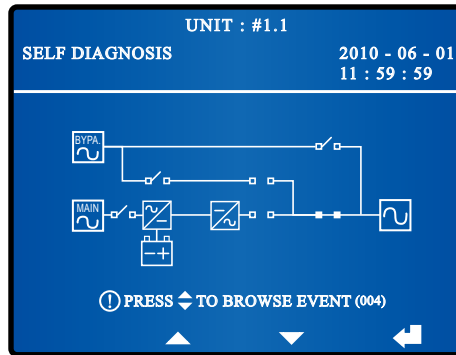 UNIT : #1.1
SELF DIAGNOSIS
2010 - 06 - 01
11 : 59 : 59
BYPA.
MAIN
! PRESS TO BROWSE EVENT (004)